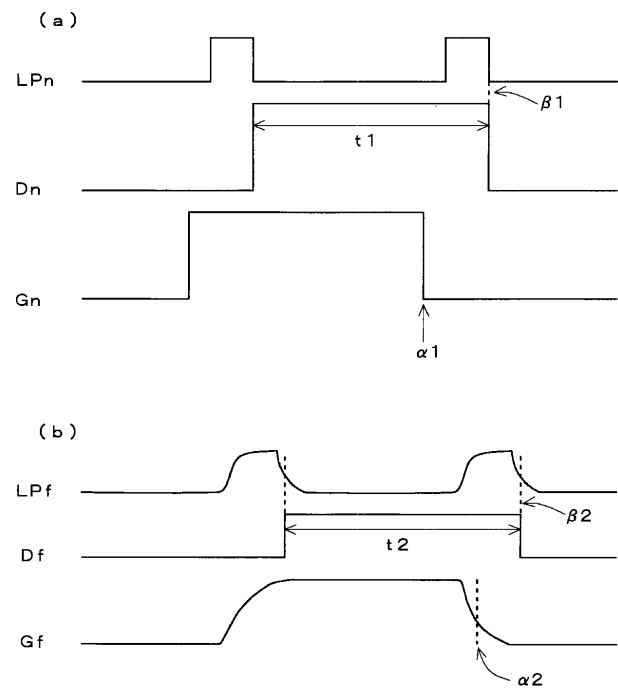 (a)
LPn
β1
t1
Dn
Gn
α1
(b)
LPf
β2
t2
Df
Gf
α2